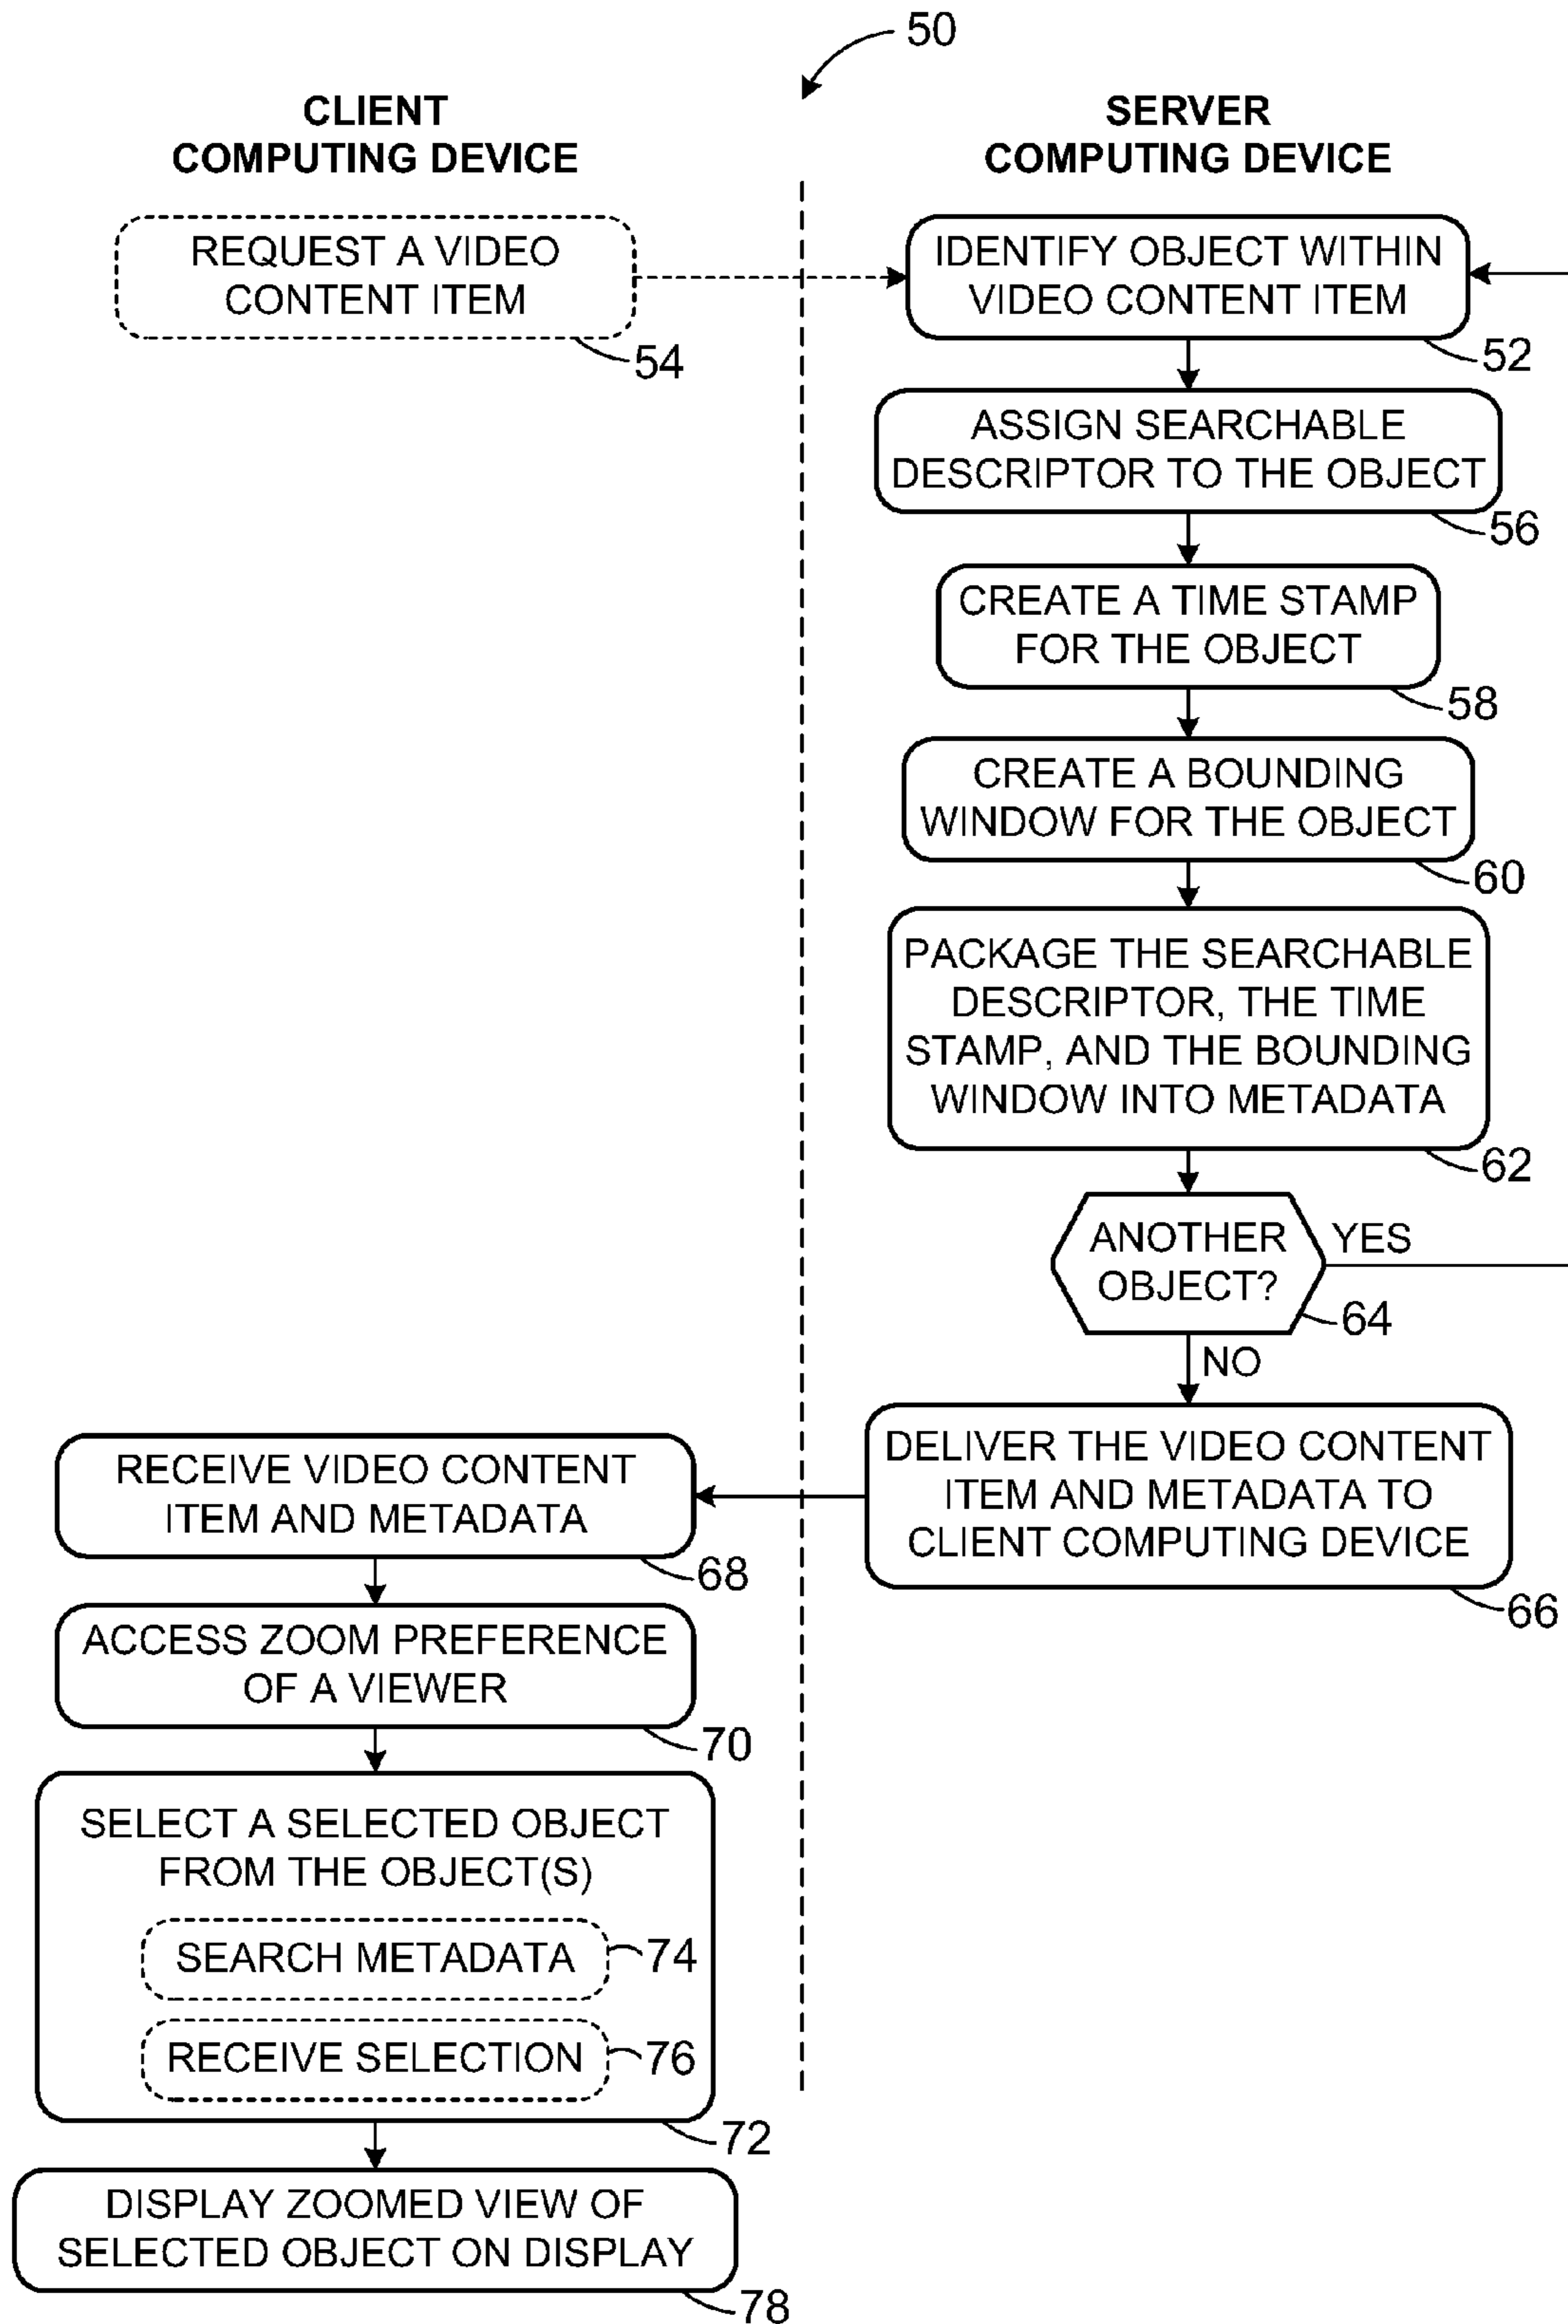 50
CLIENT
COMPUTING DEVICE
SERVER
COMPUTING DEVICE
REQUEST A VIDEO
CONTENT ITEM
54
IDENTIFY OBJECT WITHIN
VIDEO CONTENT ITEM
52
ASSIGN SEARCHABLE
DESCRIPTOR TO THE OBJECT
56
CREATE A TIME STAMP
FOR THE OBJECT
58
CREATE A BOUNDING
WINDOW FOR THE OBJECT
60
PACKAGE THE SEARCHABLE
DESCRIPTOR, THE TIME
STAMP, AND THE BOUNDING
WINDOW INTO METADATA
62
ANOTHER
OBJECT?
YES
64
NO
DELIVER THE VIDEO CONTENT
ITEM AND METADATA TO
CLIENT COMPUTING DEVICE
66
RECEIVE VIDEO CONTENT
ITEM AND METADATA
68
ACCESS ZOOM PREFERENCE
OF A VIEWER
70
SELECT A SELECTED OBJECT
FROM THE OBJECT(S)
SEARCH METADATA
74
RECEIVE SELECTION
76
72
DISPLAY ZOOMED VIEW OF
SELECTED OBJECT ON DISPLAY
78